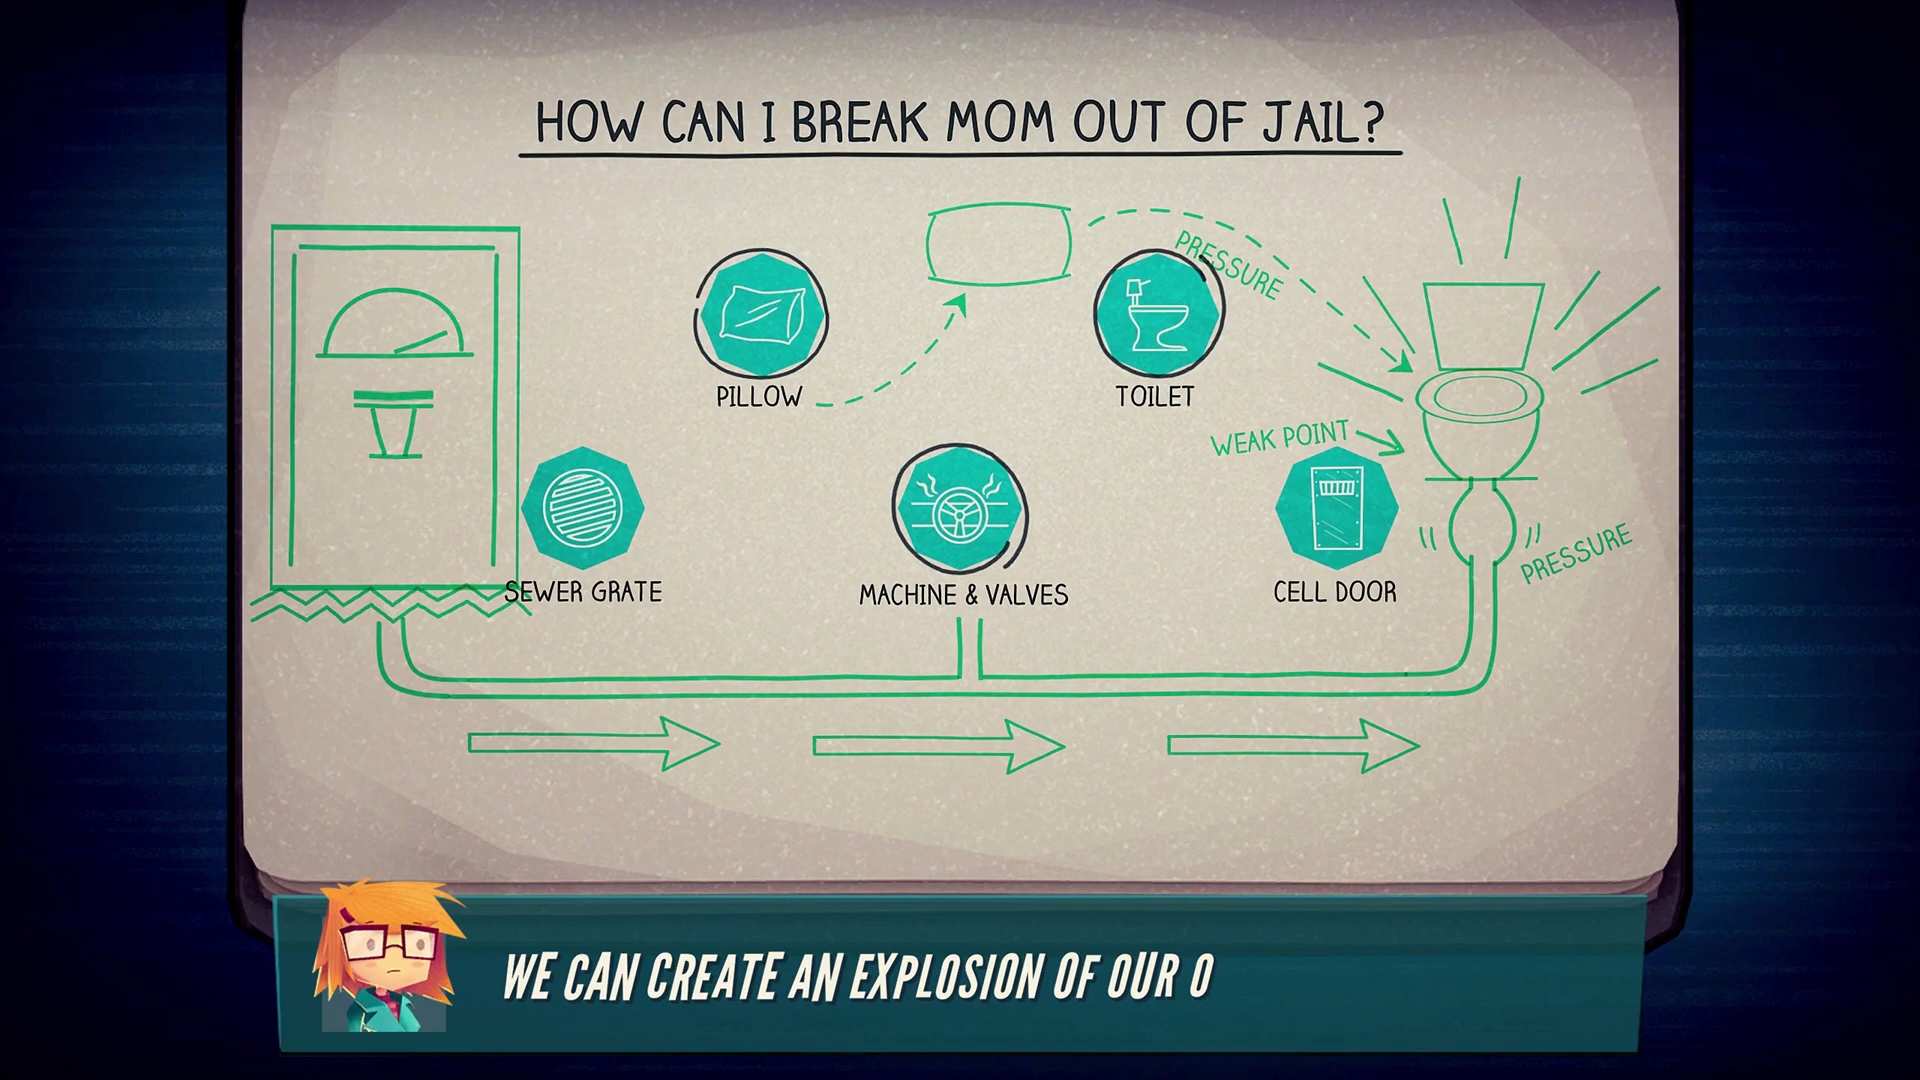 HOW CAN I BREAK MOM OUT OF JAIL?
PRESSURE
PILLOW
TOILET
WEAK POINT
PRESSURE
SEWER GRATE
MACHINE & VALVES
CELL DOOR
WE CAN CREATE AN EXPLOSION OF OUR O